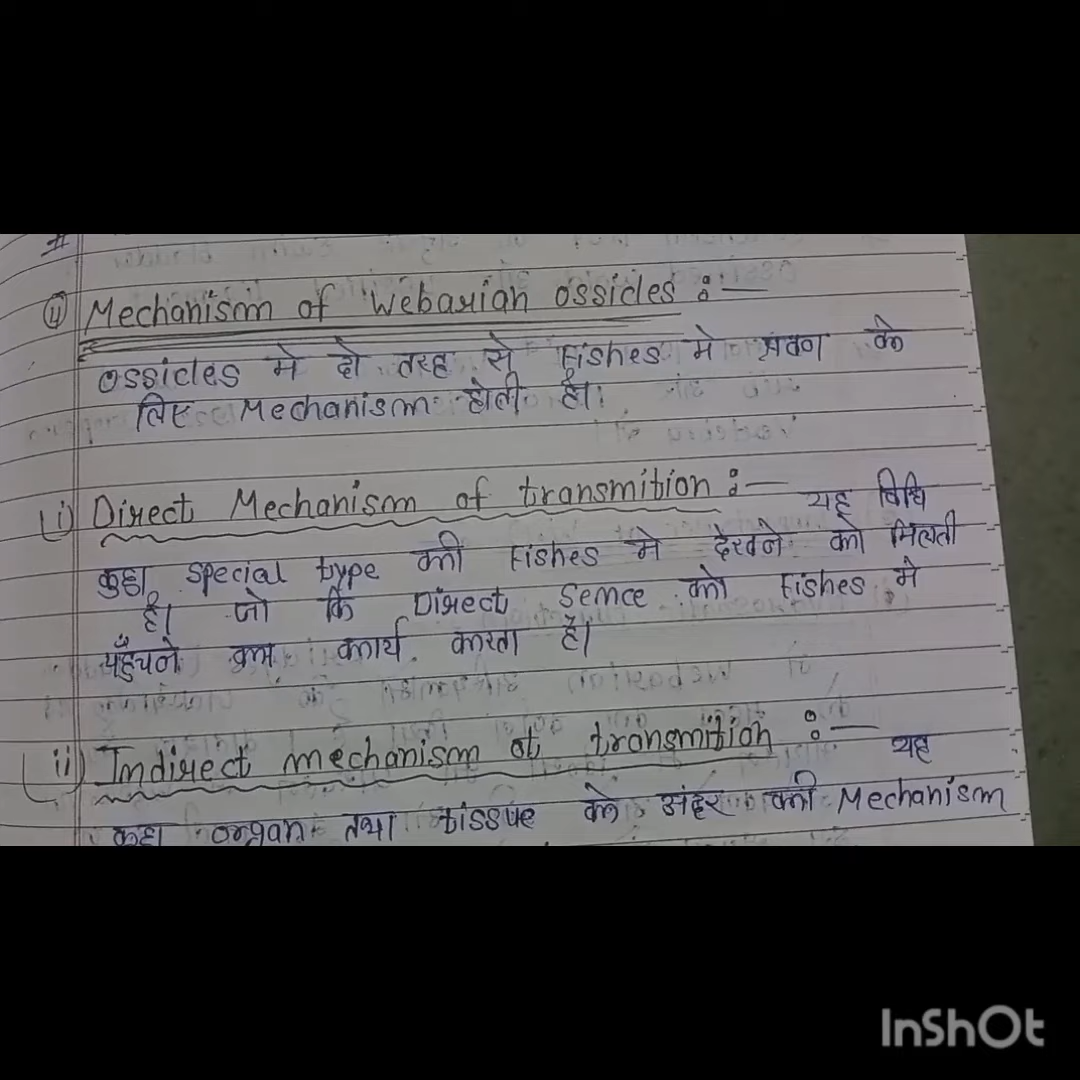 #
④ Mechanism of Webarian ossicles :—
ossicles मे दो तरह से Fishes मे श्रवण के
लिए Mechanism होती है।
(i) Direct Mechanism of transmition :— यह विधि
कुछ special type की Fishes मे देखने को मिलती
है। जो कि Direct sence को Fishes मे
पहुँचने का कार्य करता है।
(ii) Indirect mechanism of transmition :— यह
कुछ organ तथा tissue के अंदर की Mechanism
InShOt